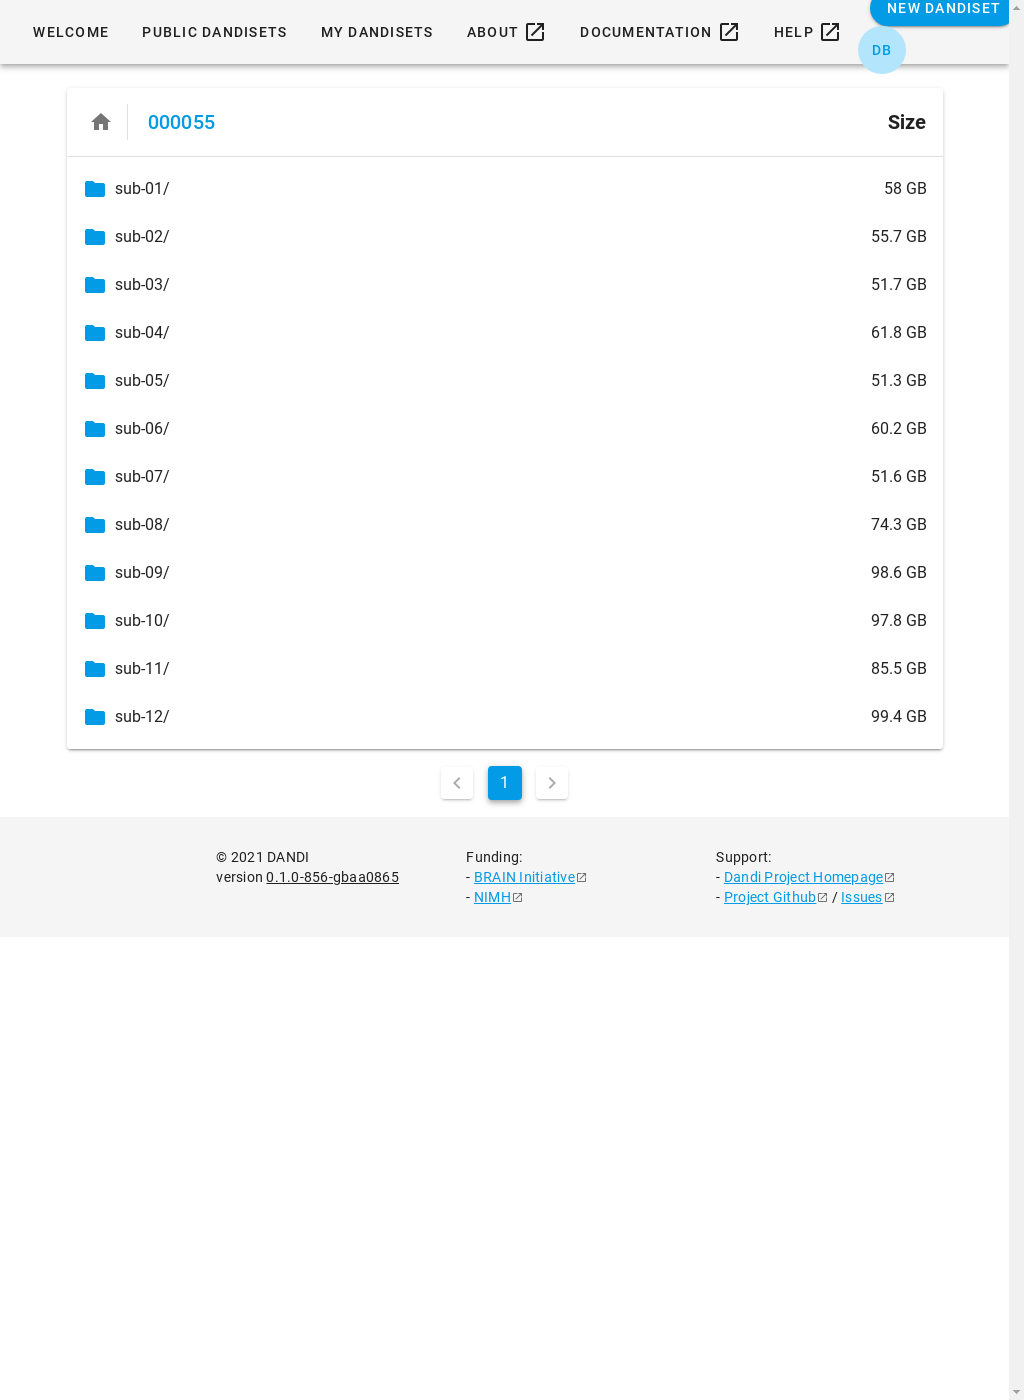 WELCOME PUBLIC DANDISETS MY DANDISETS ABOUT DOCUMENTATION HELP NEW DANDISET
DB
000055 Size
sub-01/ 58 GB
sub-02/ 55.7 GB
sub-03/ 51.7 GB
sub-04/ 61.8 GB
sub-05/ 51.3 GB
sub-06/ 60.2 GB
sub-07/ 51.6 GB
sub-08/ 74.3 GB
sub-09/ 98.6 GB
sub-10/ 97.8 GB
sub-11/ 85.5 GB
sub-12/ 99.4 GB
1
© 2021 DANDI
version 0.1.0-856-gbaa0865
Funding:
- BRAIN Initiative
- NIMH
Support:
- Dandi Project Homepage
- Project Github / Issues